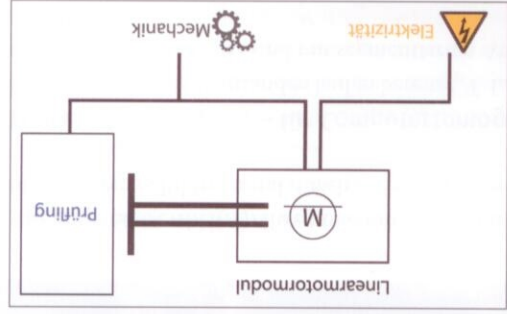 Linearmotormodul
M
Prüfling
Elektrizität
Mechanik